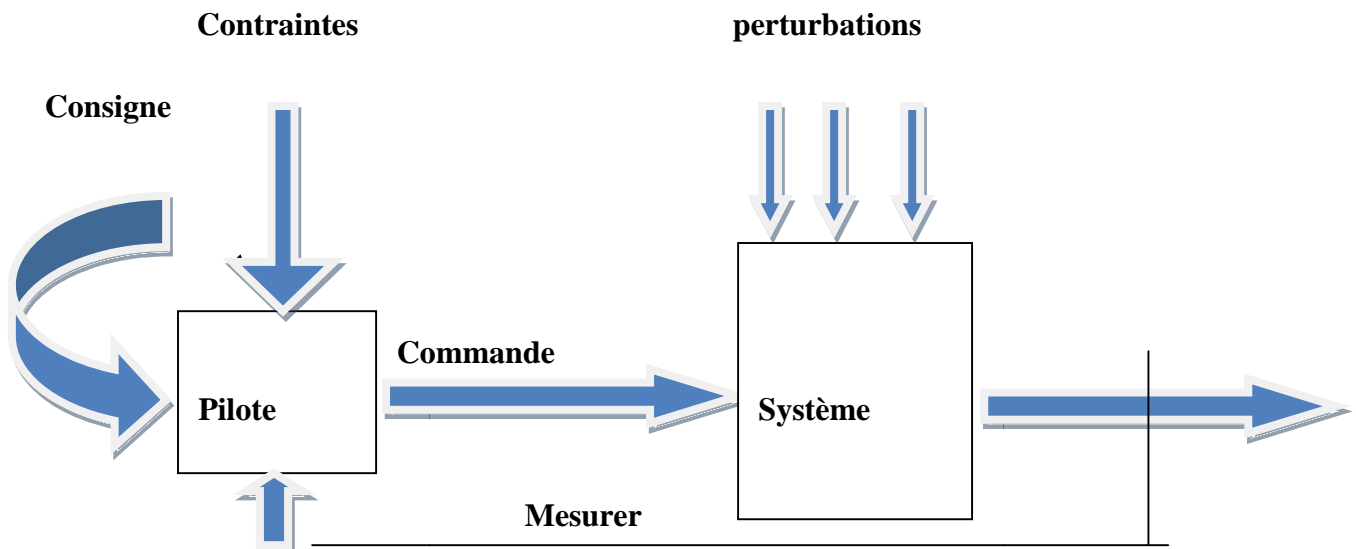 Contraintes
perturbations
Consigne
Commande
Pilote
Système
Mesurer